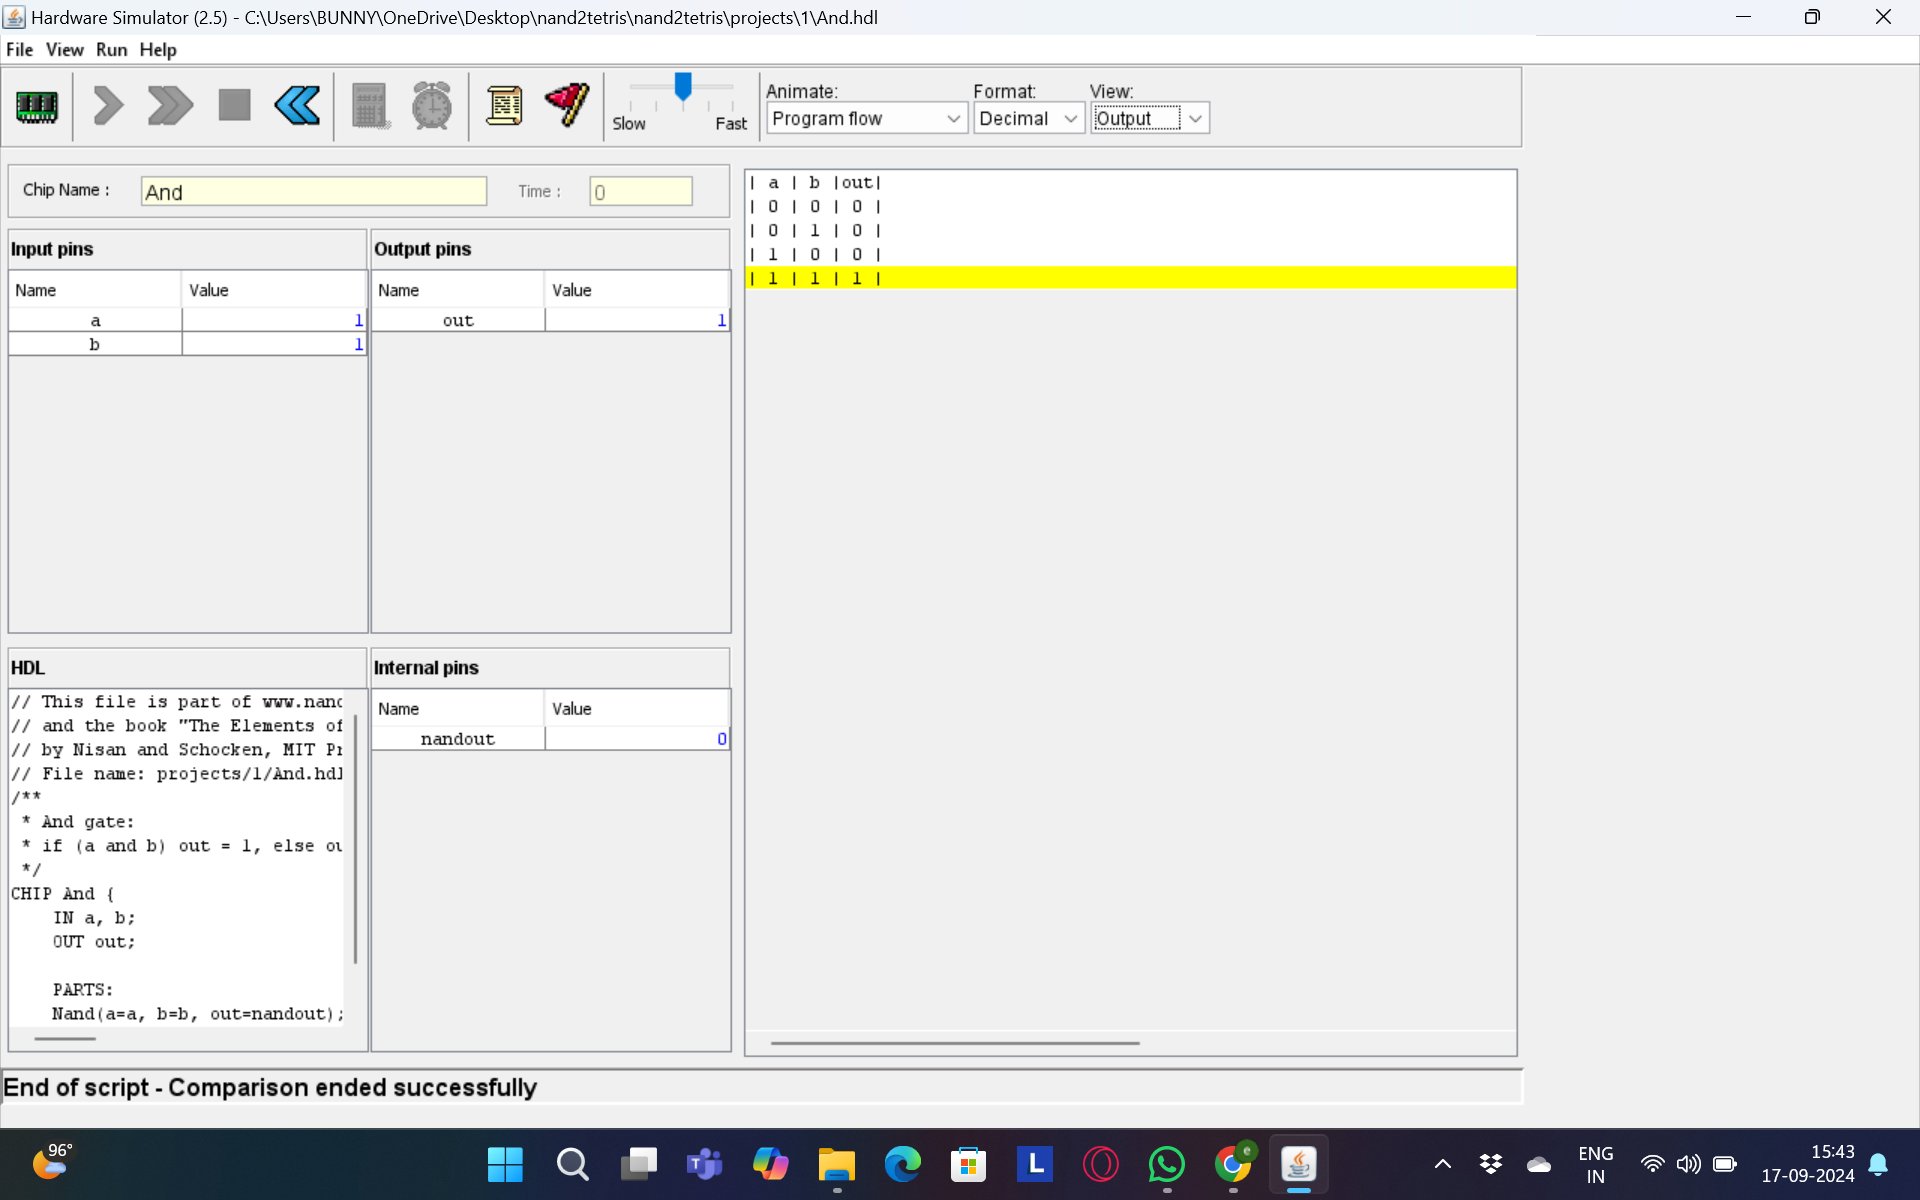 Hardware Simulator (2.5) - C:\Users\BUNNY\OneDrive\Desktop\nand2tetris\nand2tetris\projects\1\And.hdl
File View Run Help
Slow Fast
Animate: Format: View:
Program flow Decimal Output
Chip Name : And Time : 0
Input pins
Name Value
a 1
b 1
Output pins
Name Value
out 1
| a | b |out|
| 0 | 0 | 0 |
| 0 | 1 | 0 |
| 1 | 0 | 0 |
| 1 | 1 | 1 |
HDL
// This file is part of www.nand
// and the book "The Elements of
// by Nisan and Schocken, MIT Pr
// File name: projects/1/And.hdl
/**
* And gate:
* if (a and b) out = 1, else ou
*/
CHIP And {
IN a, b;
OUT out;
PARTS:
Nand(a=a, b=b, out=nandout);
Internal pins
Name Value
nandout 0
End of script - Comparison ended successfully
96°
T
L
e
ENG
IN
15:43
17-09-2024